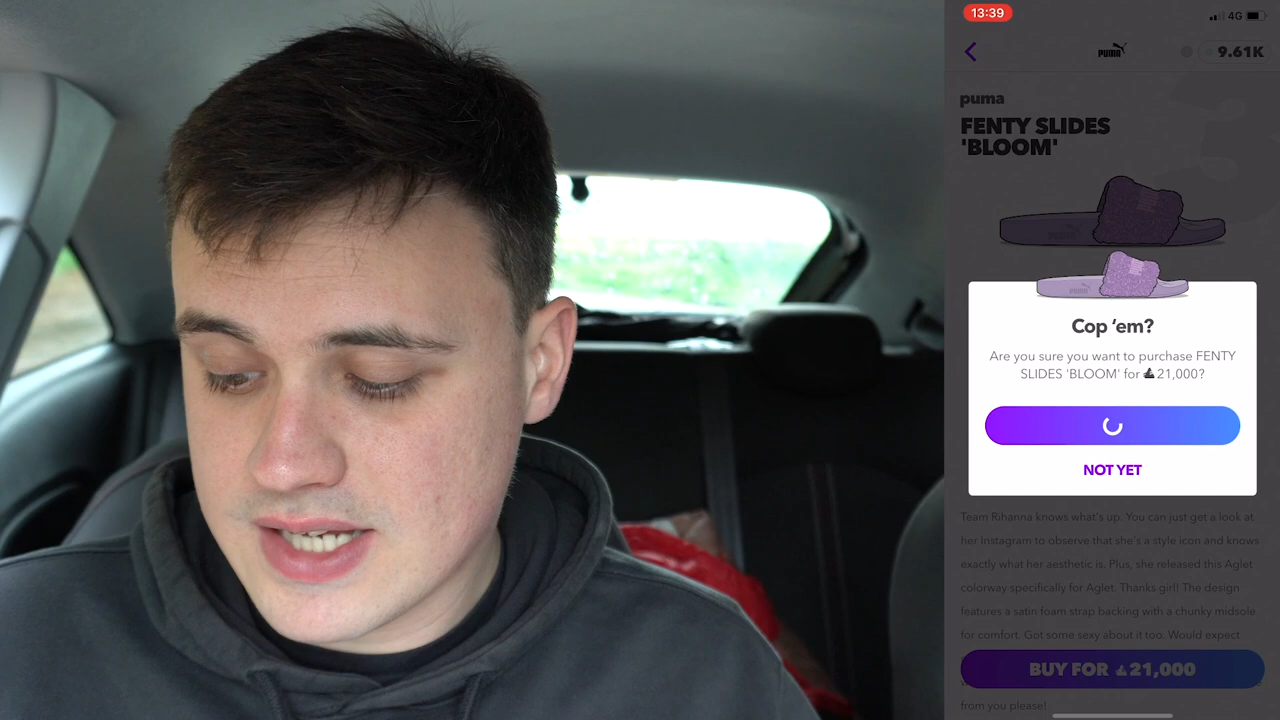 13:39
4G
PUMA
9.61K
puma
FENTY SLIDES
'BLOOM'
Cop 'em?
Are you sure you want to purchase FENTY
SLIDES 'BLOOM' for 21,000?
NOT YET
Team Rihanna knows what's up. You can just get a look at
her Instagram to observe that she's a style icon and knows
exactly what her aesthetic is. Plus, she released this Aglet
colorway specifically for Aglet. Thanks girl! The design
features a satin foam strap backing with a chunky midsole
for comfort. Got some sexy about it too. Would expect
BUY FOR 21,000
from you please!